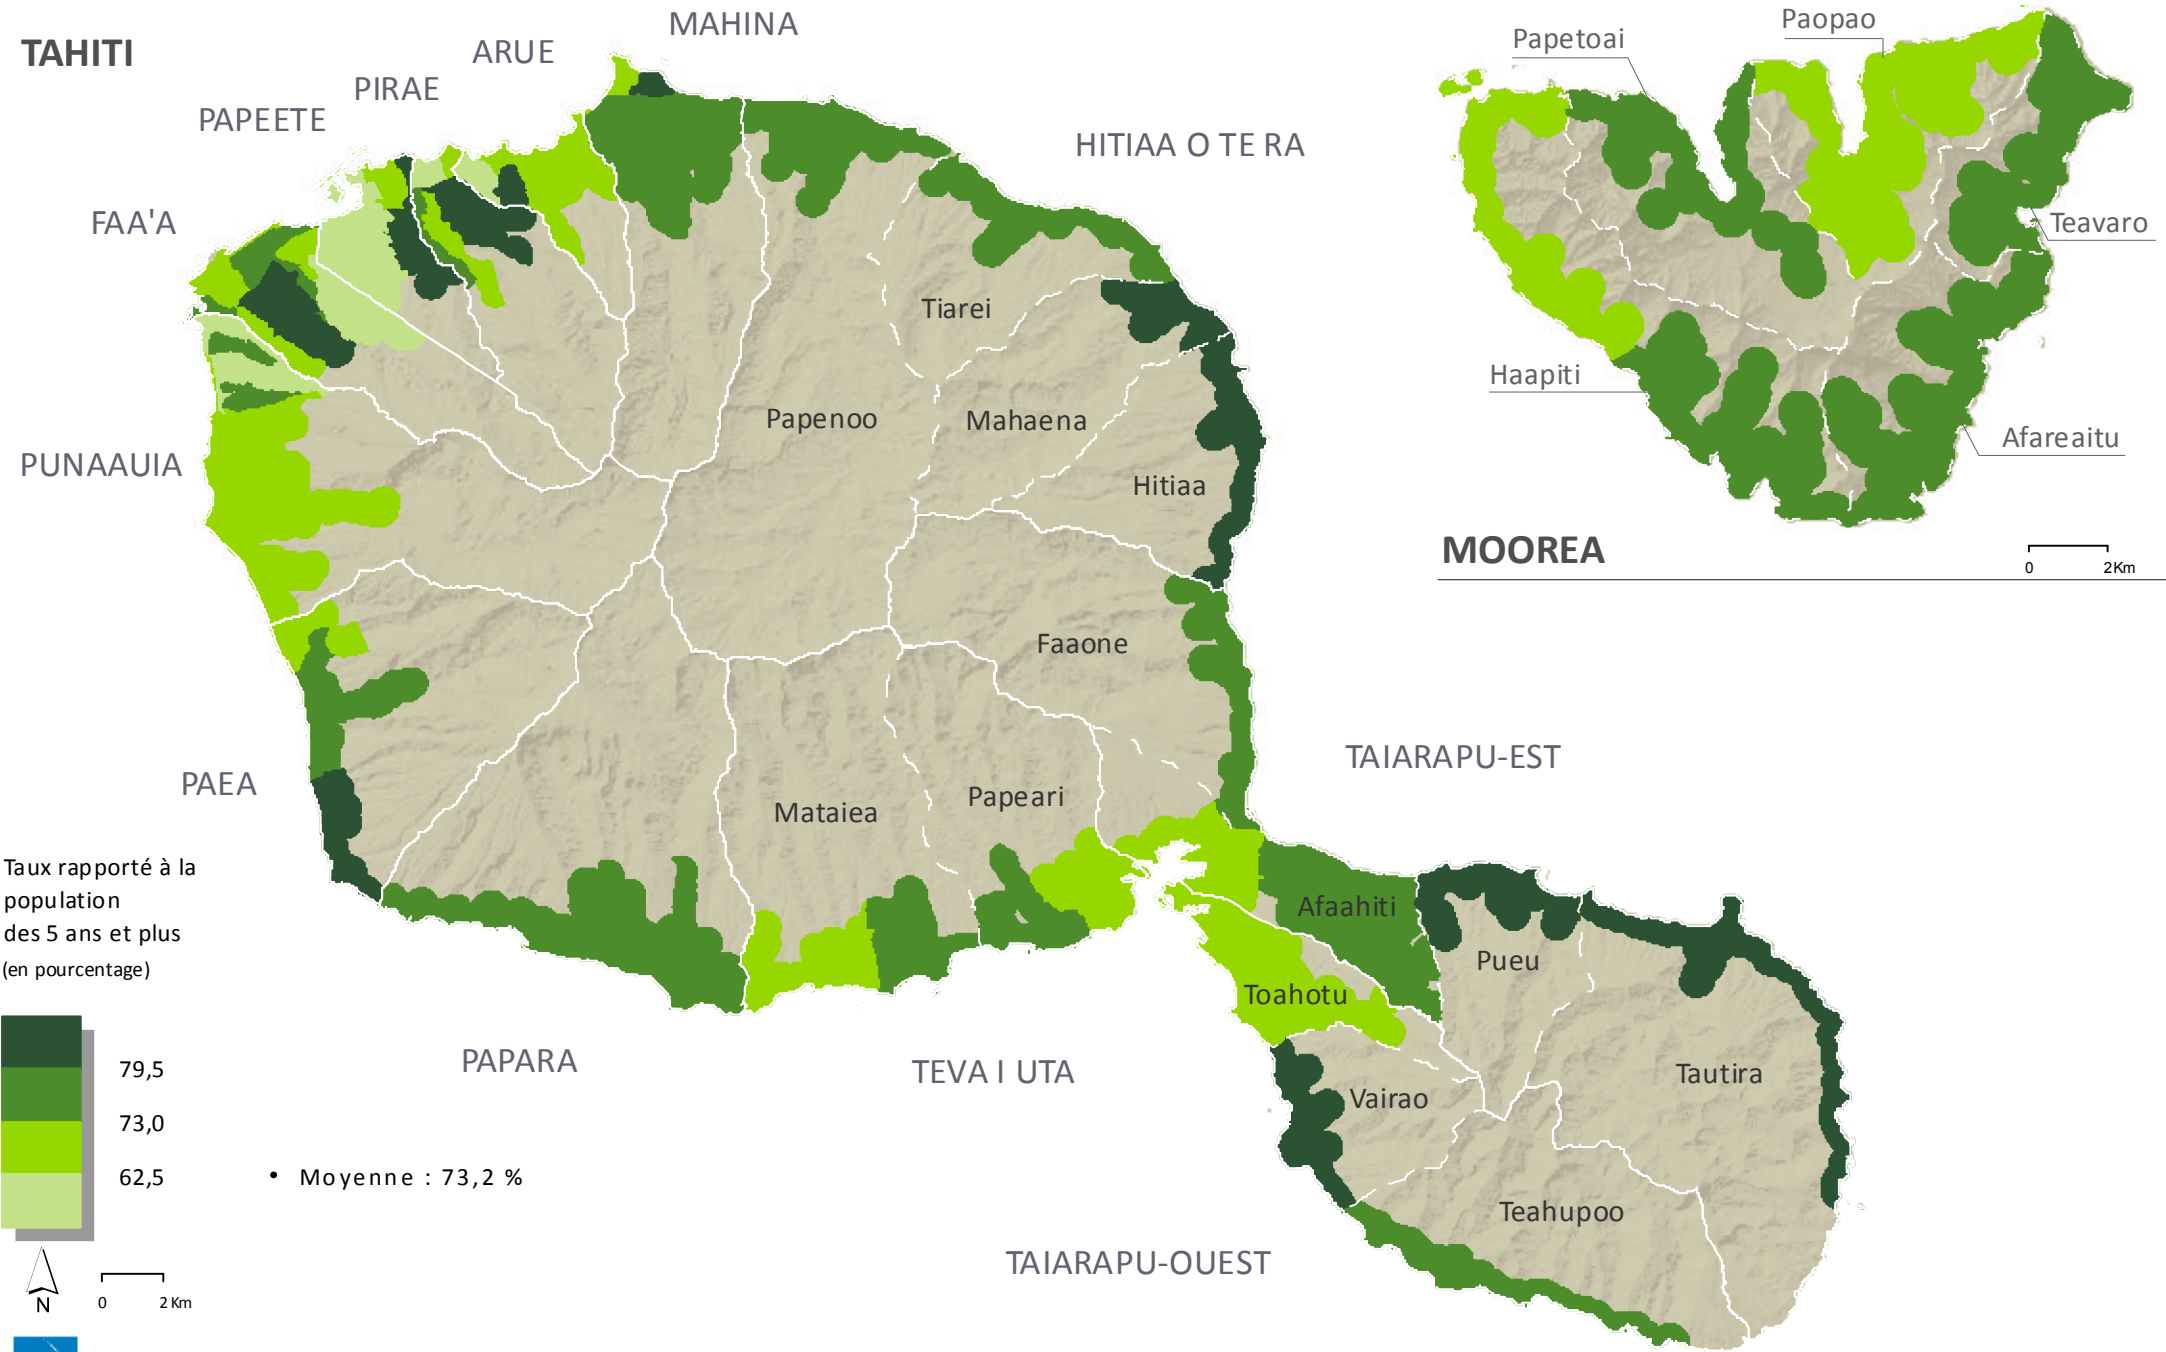 TAHITI
MAHINA
ARUE
PIRAE
PAPEETE
FAA'A
HITIAA O TE RA
Papetoai
Paopao
Teavaro
Haapiti
Afareaitu
MOOREA
0 2Km
Tiarei
Papenoo
Mahaena
Hitiaa
PUNAAUIA
Faaone
TAIARAPU-EST
PAEA
Mataiea
Papeari
Afaahiti
Pueu
Toahotu
Tautira
Vairao
Teahupoo
PAPARA
TEVA I UTA
TAIARAPU-OUEST
Taux rapporté à la
population
des 5 ans et plus
(en pourcentage)
79,5
73,0
62,5
• Moyenne : 73,2 %
N
0 2 Km